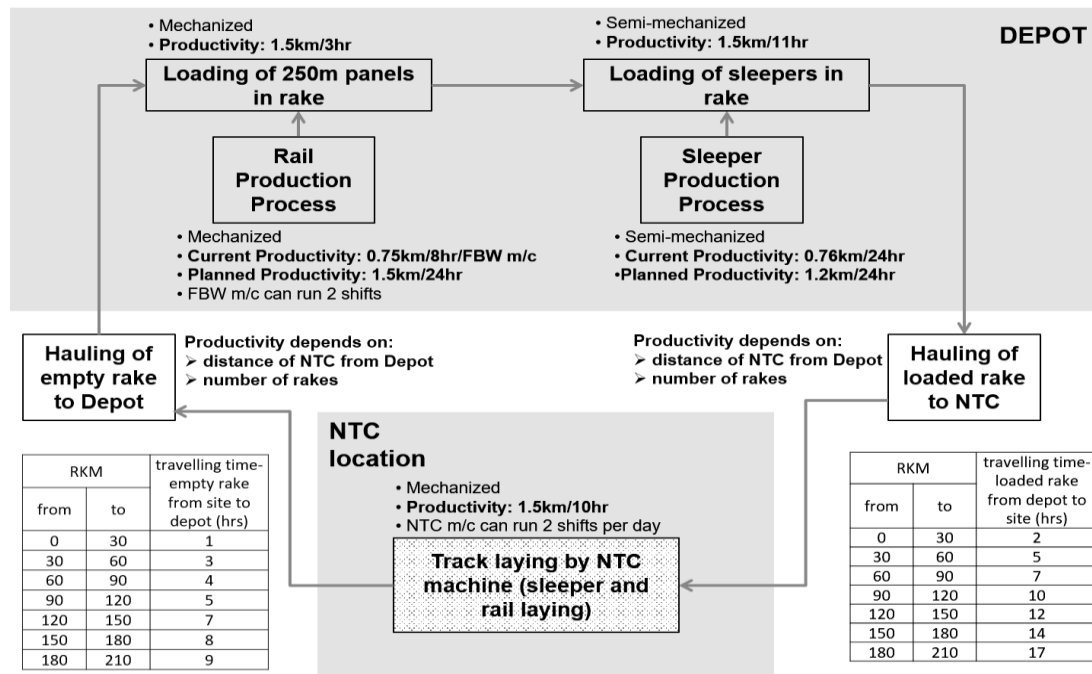 DEPOT
• Mechanized
• Productivity: 1.5km/3hr
Loading of 250m panels
in rake
• Semi-mechanized
• Productivity: 1.5km/11hr
Loading of sleepers in
rake
Rail
Production
Process
• Mechanized
• Current Productivity: 0.75km/8hr/FBW m/c
• Planned Productivity: 1.5km/24hr
• FBW m/c can run 2 shifts
Sleeper
Production
Process
• Semi-mechanized
• Current Productivity: 0.76km/24hr
•Planned Productivity: 1.2km/24hr
Hauling of
empty rake
to Depot
Productivity depends on:
➢ distance of NTC from Depot
➢ number of rakes
Productivity depends on:
➢ distance of NTC from Depot
➢ number of rakes
Hauling of
loaded rake
to NTC
NTC
location
• Mechanized
• Productivity: 1.5km/10hr
• NTC m/c can run 2 shifts per day
Track laying by NTC
machine (sleeper and
rail laying)
RKM
travelling time-
empty rake
from site to
depot (hrs)
from to
0 30 1
30 60 3
60 90 4
90 120 5
120 150 7
150 180 8
180 210 9
RKM
travelling time-
loaded rake
from depot to
site (hrs)
from to
0 30 2
30 60 5
60 90 7
90 120 10
120 150 12
150 180 14
180 210 17